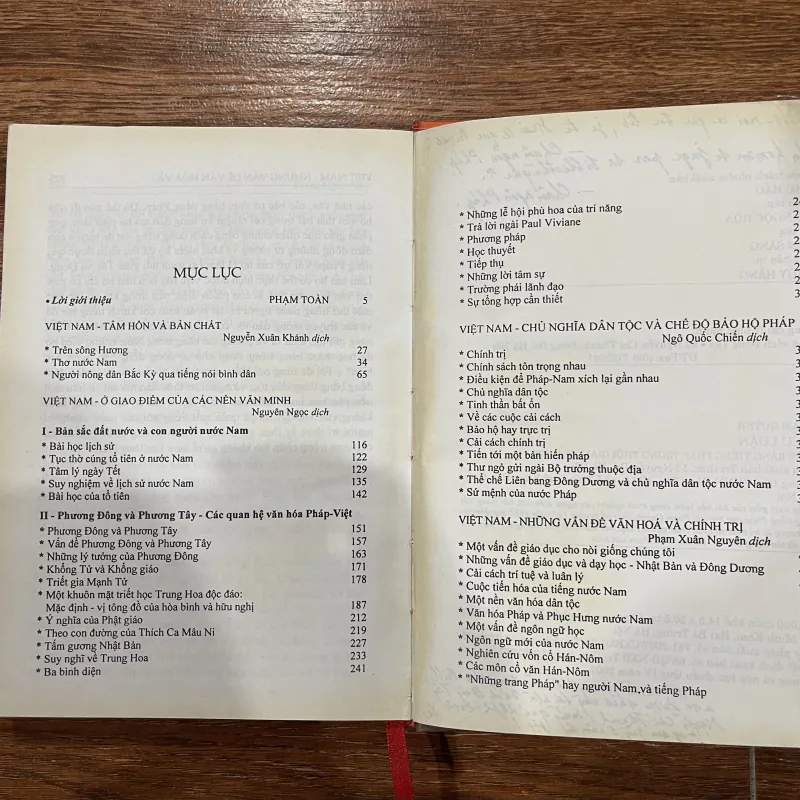 MỤC LỤC
• Lời giới thiệu PHẠM TOÀN 5
VIỆT NAM - TÂM HỒN VÀ BẢN CHẤT
Nguyễn Xuân Khánh dịch
* Trên sông Hương 27
* Thơ nước Nam 34
* Người nông dân Bắc Kỳ qua tiếng nói bình dân 65
VIỆT NAM - Ở GIAO ĐIỂM CỦA CÁC NỀN VĂN MINH
Nguyên Ngọc dịch
I - Bản sắc đất nước và con người nước Nam
* Bài học lịch sử 116
* Tục thờ cúng tổ tiên ở nước Nam 122
* Tâm lý ngày Tết 129
* Suy nghiệm về lịch sử nước Nam 135
* Bài học của tổ tiên 142
II - Phương Đông và Phương Tây - Các quan hệ văn hóa Pháp-Việt
* Phương Đông và Phương Tây 151
* Vấn đề Phương Đông và Phương Tây 157
* Những lý tưởng của Phương Đông 163
* Khổng Tử và Khổng giáo 171
* Triết gia Mạnh Tử 178
* Một khuôn mặt triết học Trung Hoa độc đáo:
Mặc định - vị tông đồ của hòa bình và hữu nghị 187
* Ý nghĩa của Phật giáo 212
* Theo con đường của Thích Ca Mâu Ni 219
* Tấm gương Nhật Bản 227
* Suy nghĩ về Trung Hoa 233
* Ba bình diện 241
* Những lễ hội phù hoa của trí năng
* Trả lời ngài Paul Viviane
* Phương pháp
* Học thuyết
* Tiếp thụ
* Những lời tâm sự
* Trường phái lãnh đạo
* Sự tổng hợp cần thiết
VIỆT NAM - CHỦ NGHĨA DÂN TỘC VÀ CHẾ ĐỘ BẢO HỘ PHÁP
Ngô Quốc Chiến dịch
* Chính trị
* Chính sách tôn trọng nhau
* Điều kiện để Pháp-Nam xích lại gần nhau
* Chủ nghĩa dân tộc
* Tinh thần bất ổn
* Về các cuộc cải cách
* Bảo hộ hay trực trị
* Cải cách chính trị
* Tiến tới một bản hiến pháp
* Thư ngỏ gửi ngài Bộ trưởng thuộc địa
* Thể chế Liên bang Đông Dương và chủ nghĩa dân tộc nước Nam
* Sứ mệnh của nước Pháp
VIỆT NAM - NHỮNG VẤN ĐỀ VĂN HOÁ VÀ CHÍNH TRỊ
Phạm Xuân Nguyên dịch
* Một vấn đề giáo dục cho nòi giống chúng tôi
* Những vấn đề giáo dục và dạy học - Nhật Bản và Đông Dương
* Cải cách trí tuệ và luân lý
* Cuộc tiến hóa của tiếng nước Nam
* Một nền văn hóa dân tộc
* Văn hóa Pháp và Phục Hưng nước Nam
* Một vấn đề ngôn ngữ học
* Ngôn ngữ mới của nước Nam
* Nghiên cứu vốn cổ Hán-Nôm
* Các môn cổ văn Hán-Nôm
* "Những trang Pháp" hay người Nam,và tiếng Pháp